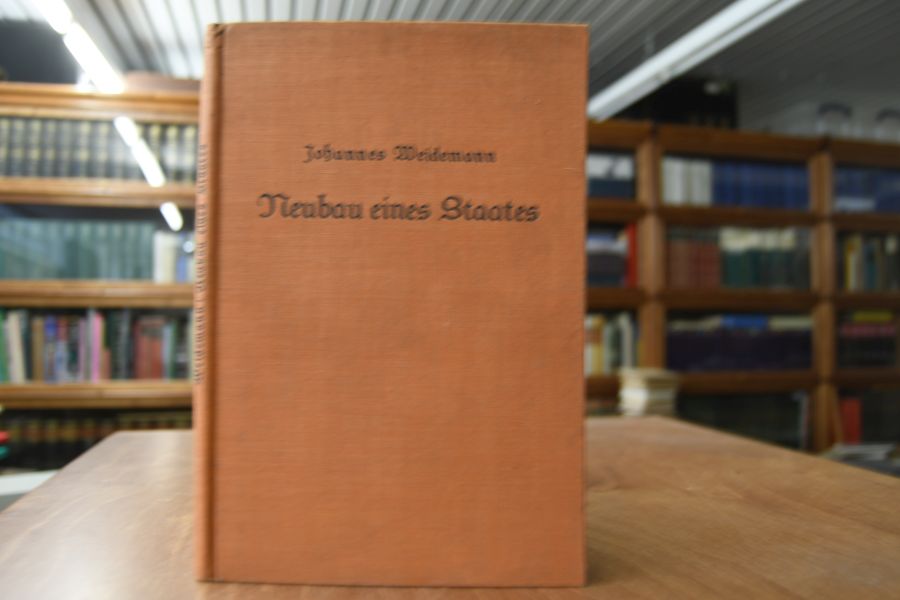 Johannes Weidemann
Neubau eines Staates